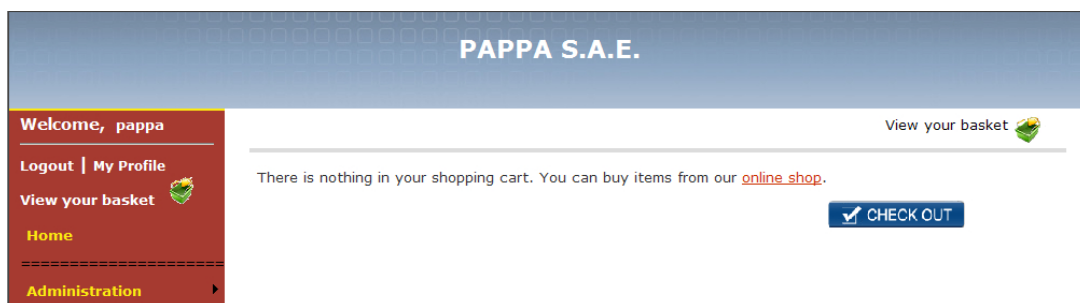 PAPPA S.A.E.
Welcome, pappa
View your basket
Logout | My Profile
View your basket
Home
======================
Administration
There is nothing in your shopping cart. You can buy items from our online shop.
CHECK OUT